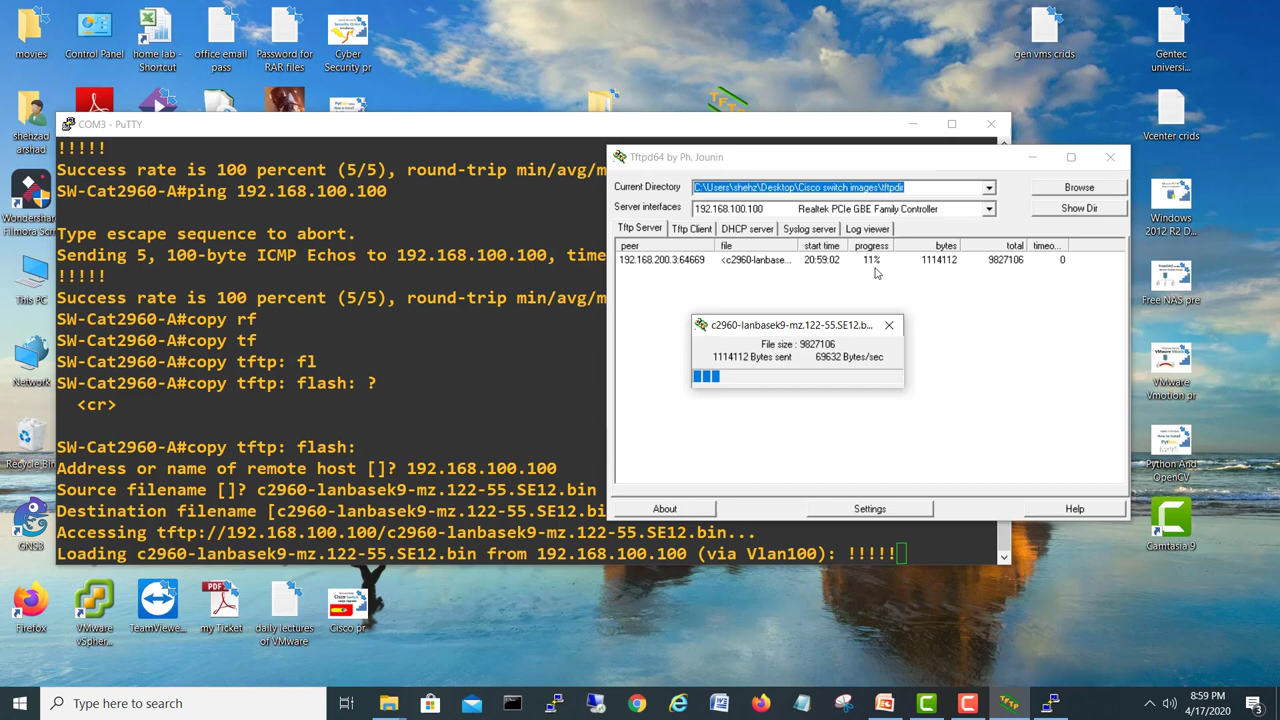 movies
Control Panel
home lab - Shortcut
office email pass
Password for RAR files
Cyber Security pr
gen vms crids
Gentec universi...
shehzad arshad
Vcenter crids
Wondershare Filmora Scrn
Windows 2012 R2 D...
This PC
Free NAS pre
Network
VMware Vmotion pr
Recycle Bin
Python And OpenCV
GNS3
Camtasia 9
Firefox
VMware vSpher...
TeamViewe...
my Ticket
daily lectures of VMware
Cisco pr
COM3 - PuTTY
!!!!!
Success rate is 100 percent (5/5), round-trip min/avg/m
SW-Cat2960-A#ping 192.168.100.100
Type escape sequence to abort.
Sending 5, 100-byte ICMP Echos to 192.168.100.100, time
!!!!!
Success rate is 100 percent (5/5), round-trip min/avg/m
SW-Cat2960-A#copy rf
SW-Cat2960-A#copy tf
SW-Cat2960-A#copy tftp: fl
SW-Cat2960-A#copy tftp: flash: ?
<cr>
SW-Cat2960-A#copy tftp: flash:
Address or name of remote host []? 192.168.100.100
Source filename []? c2960-lanbasek9-mz.122-55.SE12.bin
Destination filename [c2960-lanbasek9-mz.122-55.SE12.bi
Accessing tftp://192.168.100.100/c2960-lanbasek9-mz.122-55.SE12.bin...
Loading c2960-lanbasek9-mz.122-55.SE12.bin from 192.168.100.100 (via Vlan100): !!!!!
Tftpd64 by Ph. Jounin
Current Directory C:\Users\shehz\Desktop\Cisco switch images\tftpdir Browse
Server interfaces 192.168.100.100 Realtek PCIe GBE Family Controller Show Dir
Tftp Server Tftp Client DHCP server Syslog server Log viewer
peer file start time progress bytes total timeo...
192.168.200.3:64669 <c2960-lanbase... 20:59:02 11% 1114112 9827106 0
c2960-lanbasek9-mz.122-55.SE12.b...
File size : 9827106
1114112 Bytes sent 69632 Bytes/sec
About Settings Help
Type here to search
8:59 PM
4/17/2020
3